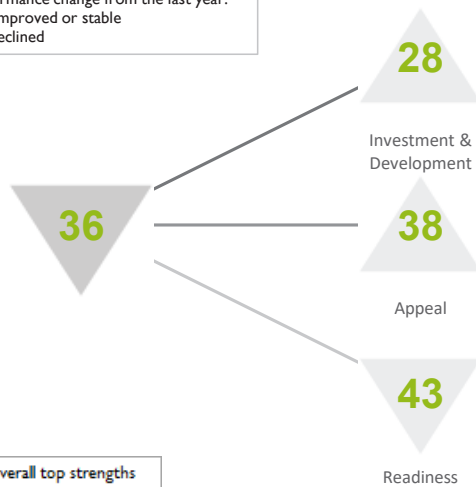 rmance change from the last year:
mproved or stable
eclined
28
Investment &
Development
36
38
Appeal
43
Readiness
verall top strengths